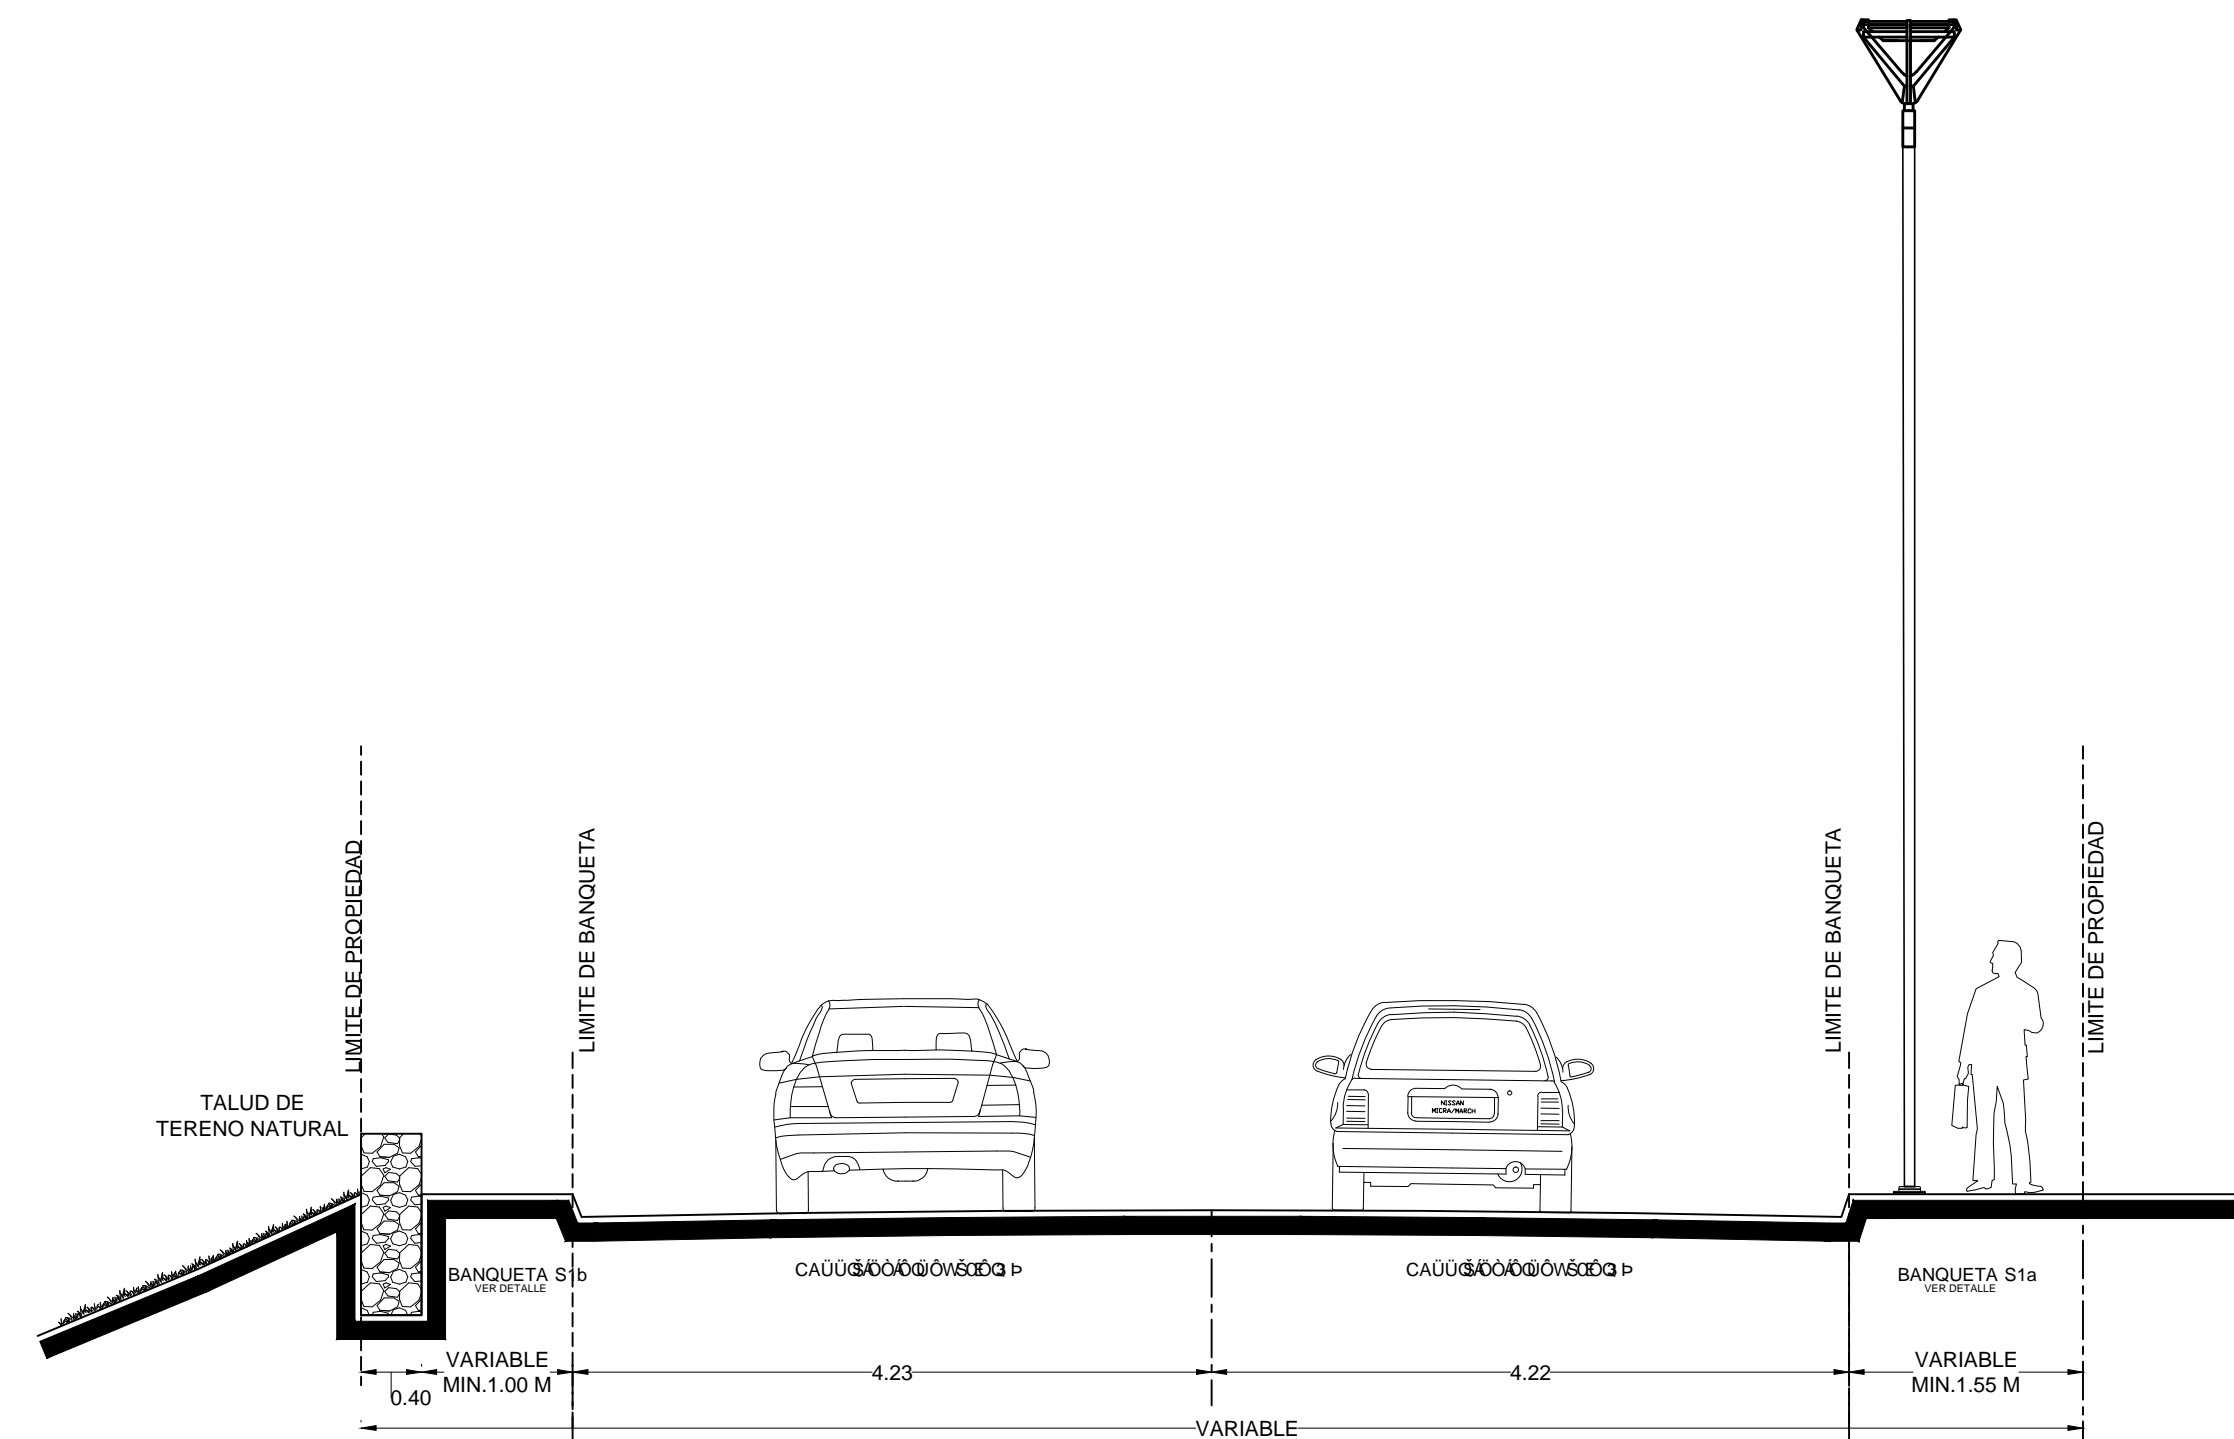 LIMITE DE PROPIEDAD
LIMITE DE BANQUETA
LIMITE DE BANQUETA
LIMITE DE PROPIEDAD
TALUD DE
TERENO NATURAL
NISSAN
MICRA/MARCH
BANQUETA S1b
VER DETALLE
BANQUETA S1a
VER DETALLE
VARIABLE
MIN.1.00 M
0.40
4.23
4.22
VARIABLE
MIN.1.55 M
VARIABLE